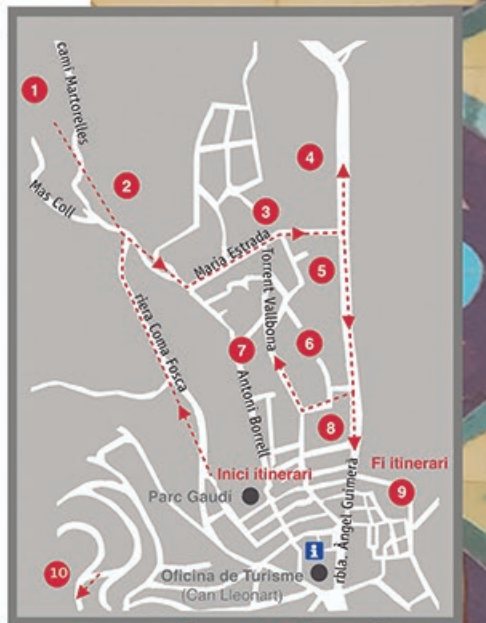 cami Martorelles
1
2
Mas Coll
4
3
Maria Estrada
5
Torrent Vallbona
riera Coma Fosca
7
6
Antoni Borrell
8
Inici itinerari
Fi itinerari
Parc Gaudí
9
rbla. Àngel Guimerà
i
10
Oficina de Turisme
(Can Lleonart)